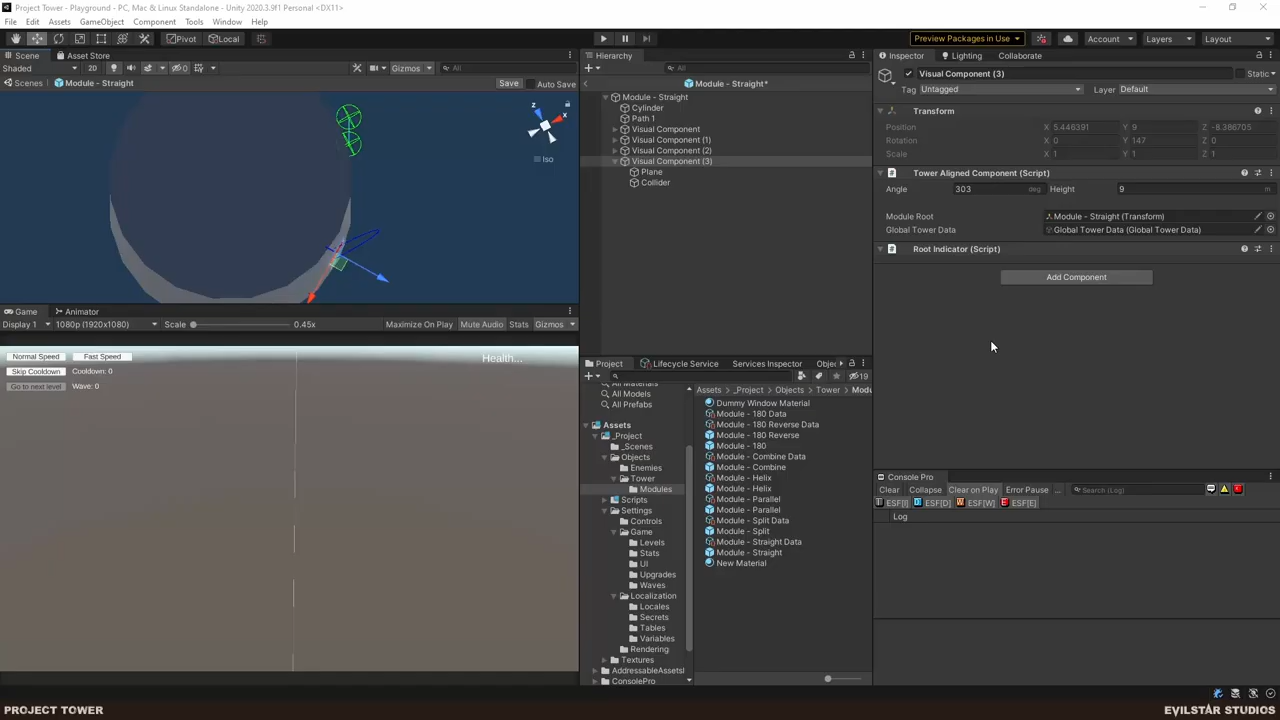 Project Tower - Playground - PC, Mac & Linux Standalone - Unity 2020.3.9f1 Personal <DX11>
File Edit Assets GameObject Component Tools Window Help
Pivot Local Preview Packages in Use Account Layers Layout
Scene Asset Store
Shaded 2D 0 Gizmos All
Scenes Module - Straight Save Auto Save
z
x
Iso
Game Animator
Display 1 1080p (1920x1080) Scale 0.45x Maximize On Play Mute Audio Stats Gizmos
Normal Speed Fast Speed Health...
Skip Cooldown Cooldown: 0
Go to next level Wave: 0
Hierarchy
All
Module - Straight*
Module - Straight
Cylinder
Path 1
Visual Component
Visual Component (1)
Visual Component (2)
Visual Component (3)
Plane
Collider
Project Lifecycle Service Services Inspector Obje
19
All Materials
All Models
All Prefabs
Assets
_Project
_Scenes
Objects
Enemies
Tower
Modules
Scripts
Settings
Controls
Game
Levels
Stats
UI
Upgrades
Waves
Localization
Locales
Secrets
Tables
Variables
Rendering
Textures
AddressableAssetsI
ConsolePro
Assets _Project Objects Tower Modu
Dummy Window Material
Module - 180 Data
Module - 180 Reverse Data
Module - 180 Reverse
Module - 180
Module - Combine Data
Module - Combine
Module - Helix
Module - Helix
Module - Parallel
Module - Parallel
Module - Split Data
Module - Split
Module - Straight Data
Module - Straight
New Material
Inspector Lighting Collaborate
Visual Component (3) Static
Tag Untagged Layer Default
Transform
Position X 5.446391 Y 9 Z -8.386705
Rotation X 0 Y 147 Z 0
Scale X 1 Y 1 Z 1
Tower Aligned Component (Script)
Angle 303 deg Height 9 m
Module Root Module - Straight (Transform)
Global Tower Data Global Tower Data (Global Tower Data)
Root Indicator (Script)
Add Component
Console Pro
Clear Collapse Clear on Play Error Pause ... Search (Log)
ESF[I] ESF[D] ESF[W] ESF[E]
Log
PROJECT TOWER
EVILSTAR STUDIOS